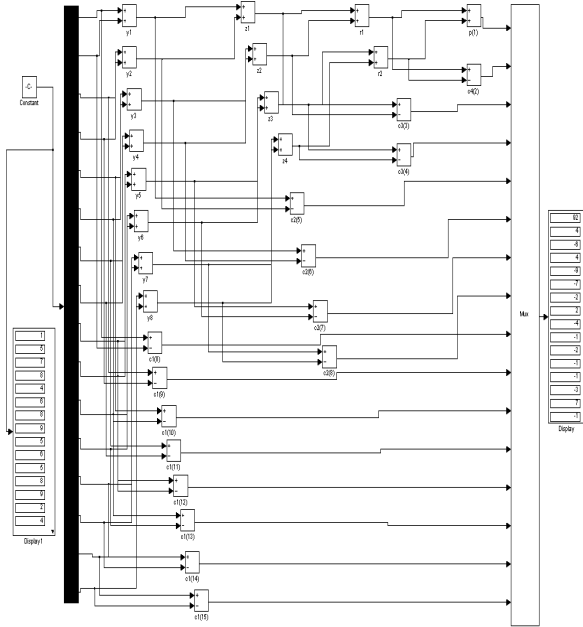 -C-
Constant
y1
y2
y3
y4
y5
y6
y7
y8
z1
z2
z3
z4
r1
r2
p(1)
c4(2)
c3(3)
c3(4)
c2(5)
c2(6)
c2(7)
c2(8)
c1(8)
c1(9)
c1(10)
c1(11)
c1(12)
c1(13)
c1(14)
c1(15)
Mux
1
5
7
8
4
6
8
9
5
6
5
8
9
2
4
Display1
92
4
-6
4
-9
-7
-2
2
-4
-1
-2
-1
-1
-3
7
-1
Display